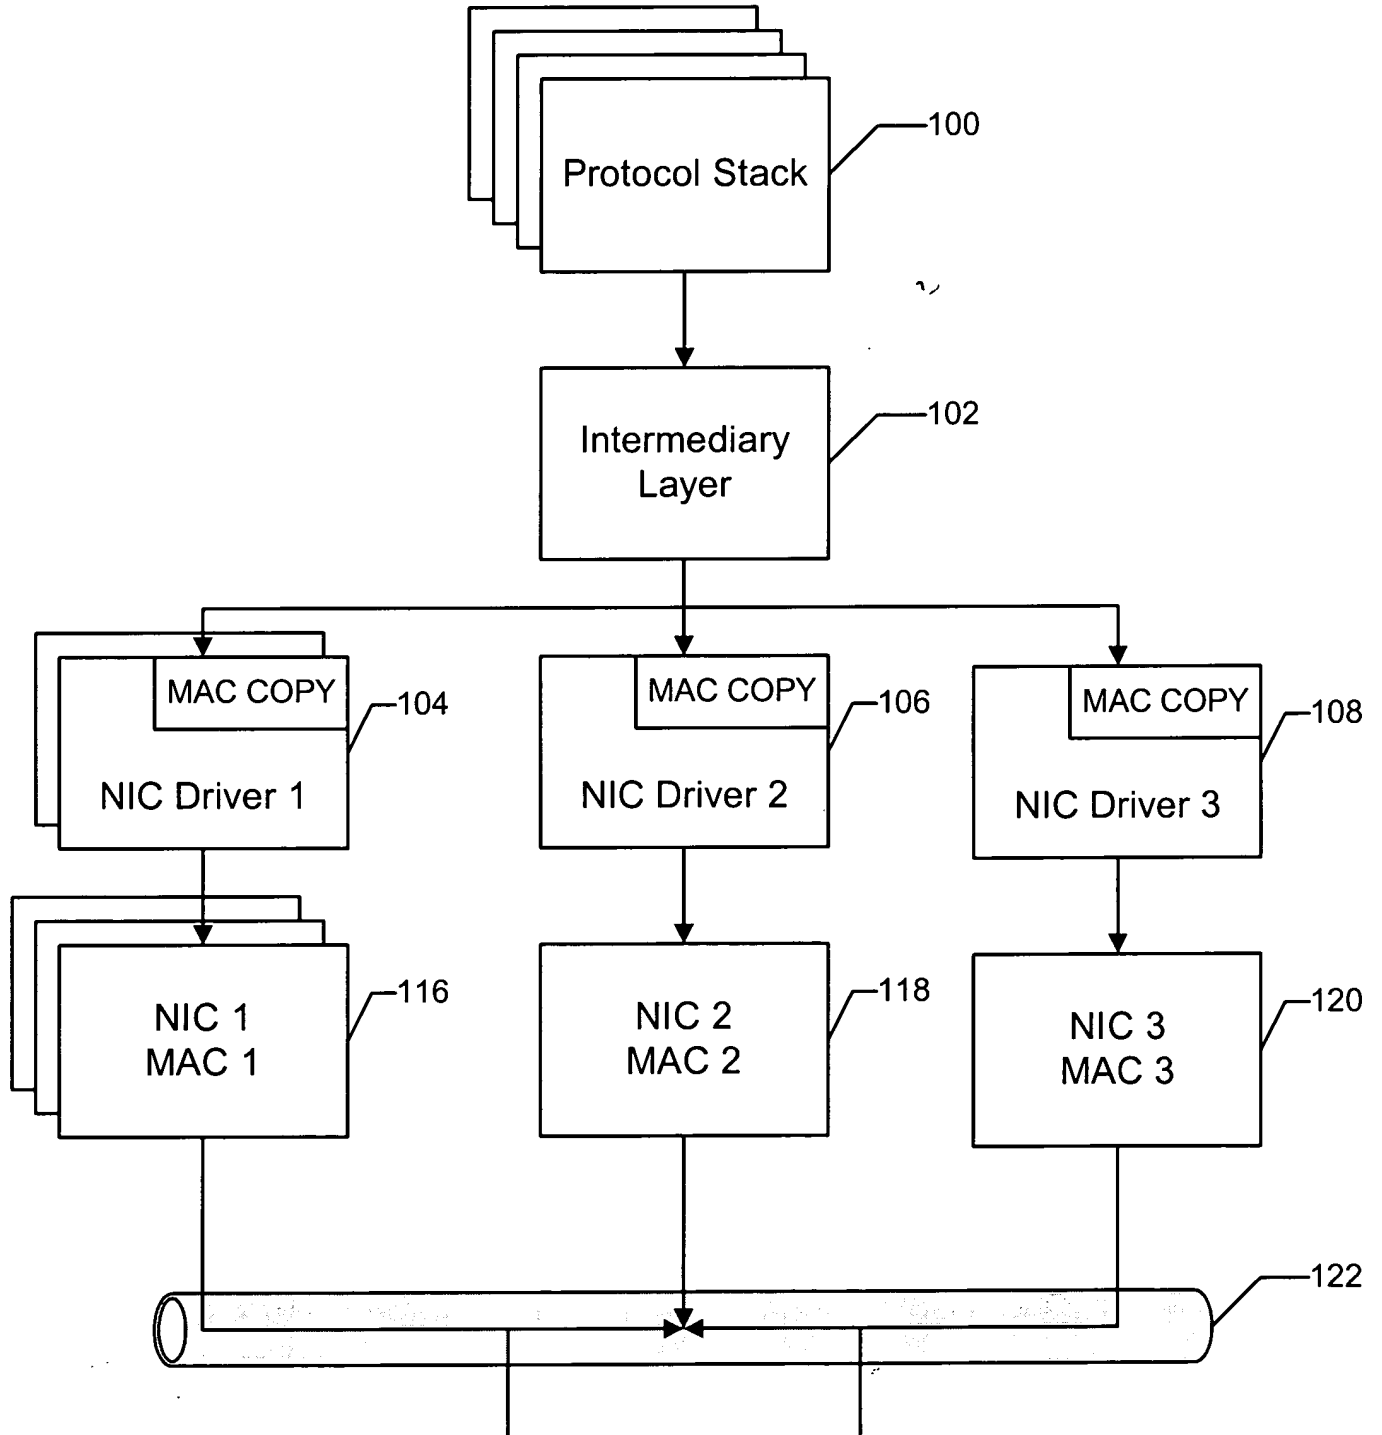 100
Protocol Stack
102
Intermediary
Layer
MAC COPY
104
NIC Driver 1
MAC COPY
106
NIC Driver 2
MAC COPY
108
NIC Driver 3
116
NIC 1
MAC 1
118
NIC 2
MAC 2
120
NIC 3
MAC 3
122